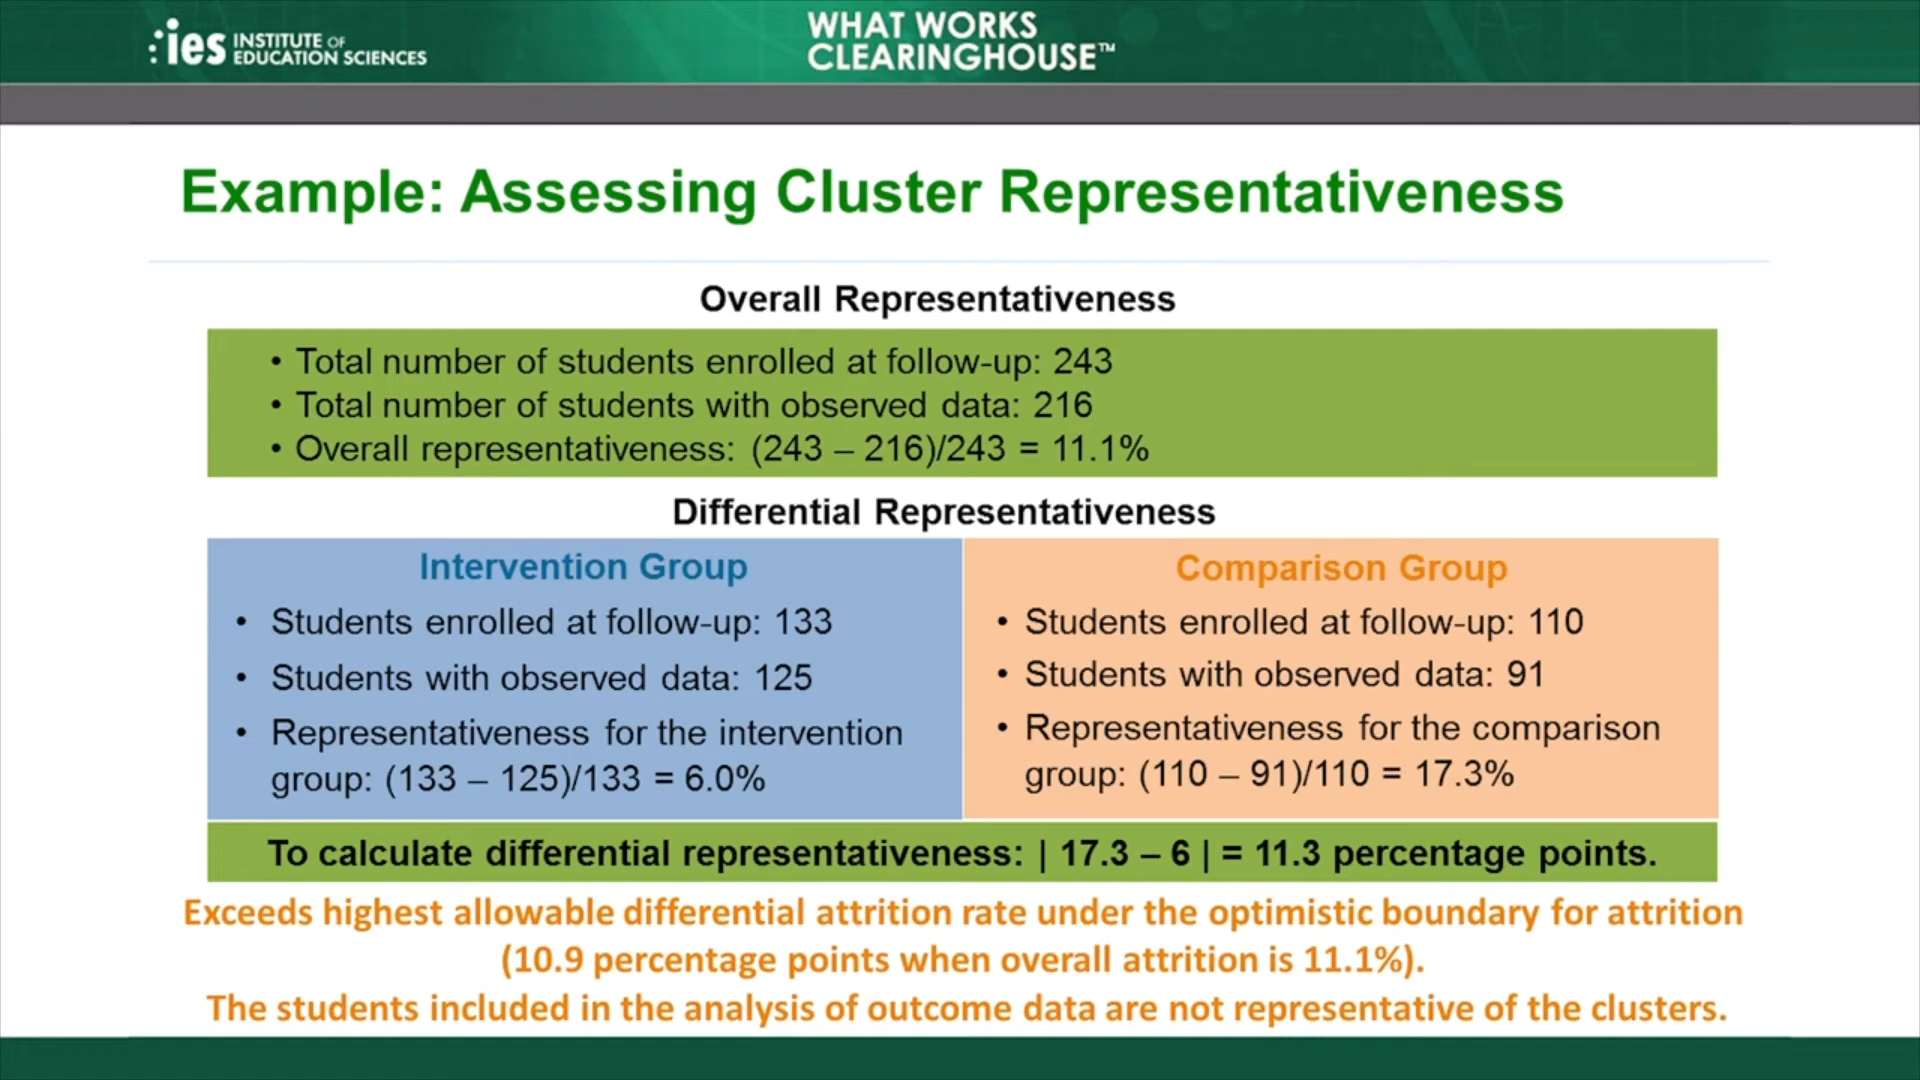 ies INSTITUTE OF
EDUCATION SCIENCES
WHAT WORKS
CLEARINGHOUSE™
Example: Assessing Cluster Representativeness
Overall Representativeness
• Total number of students enrolled at follow-up: 243
• Total number of students with observed data: 216
• Overall representativeness: (243 – 216)/243 = 11.1%
Differential Representativeness
Intervention Group
• Students enrolled at follow-up: 133
• Students with observed data: 125
• Representativeness for the intervention
group: (133 – 125)/133 = 6.0%
Comparison Group
• Students enrolled at follow-up: 110
• Students with observed data: 91
• Representativeness for the comparison
group: (110 – 91)/110 = 17.3%
To calculate differential representativeness: | 17.3 – 6 | = 11.3 percentage points.
Exceeds highest allowable differential attrition rate under the optimistic boundary for attrition
(10.9 percentage points when overall attrition is 11.1%).
The students included in the analysis of outcome data are not representative of the clusters.